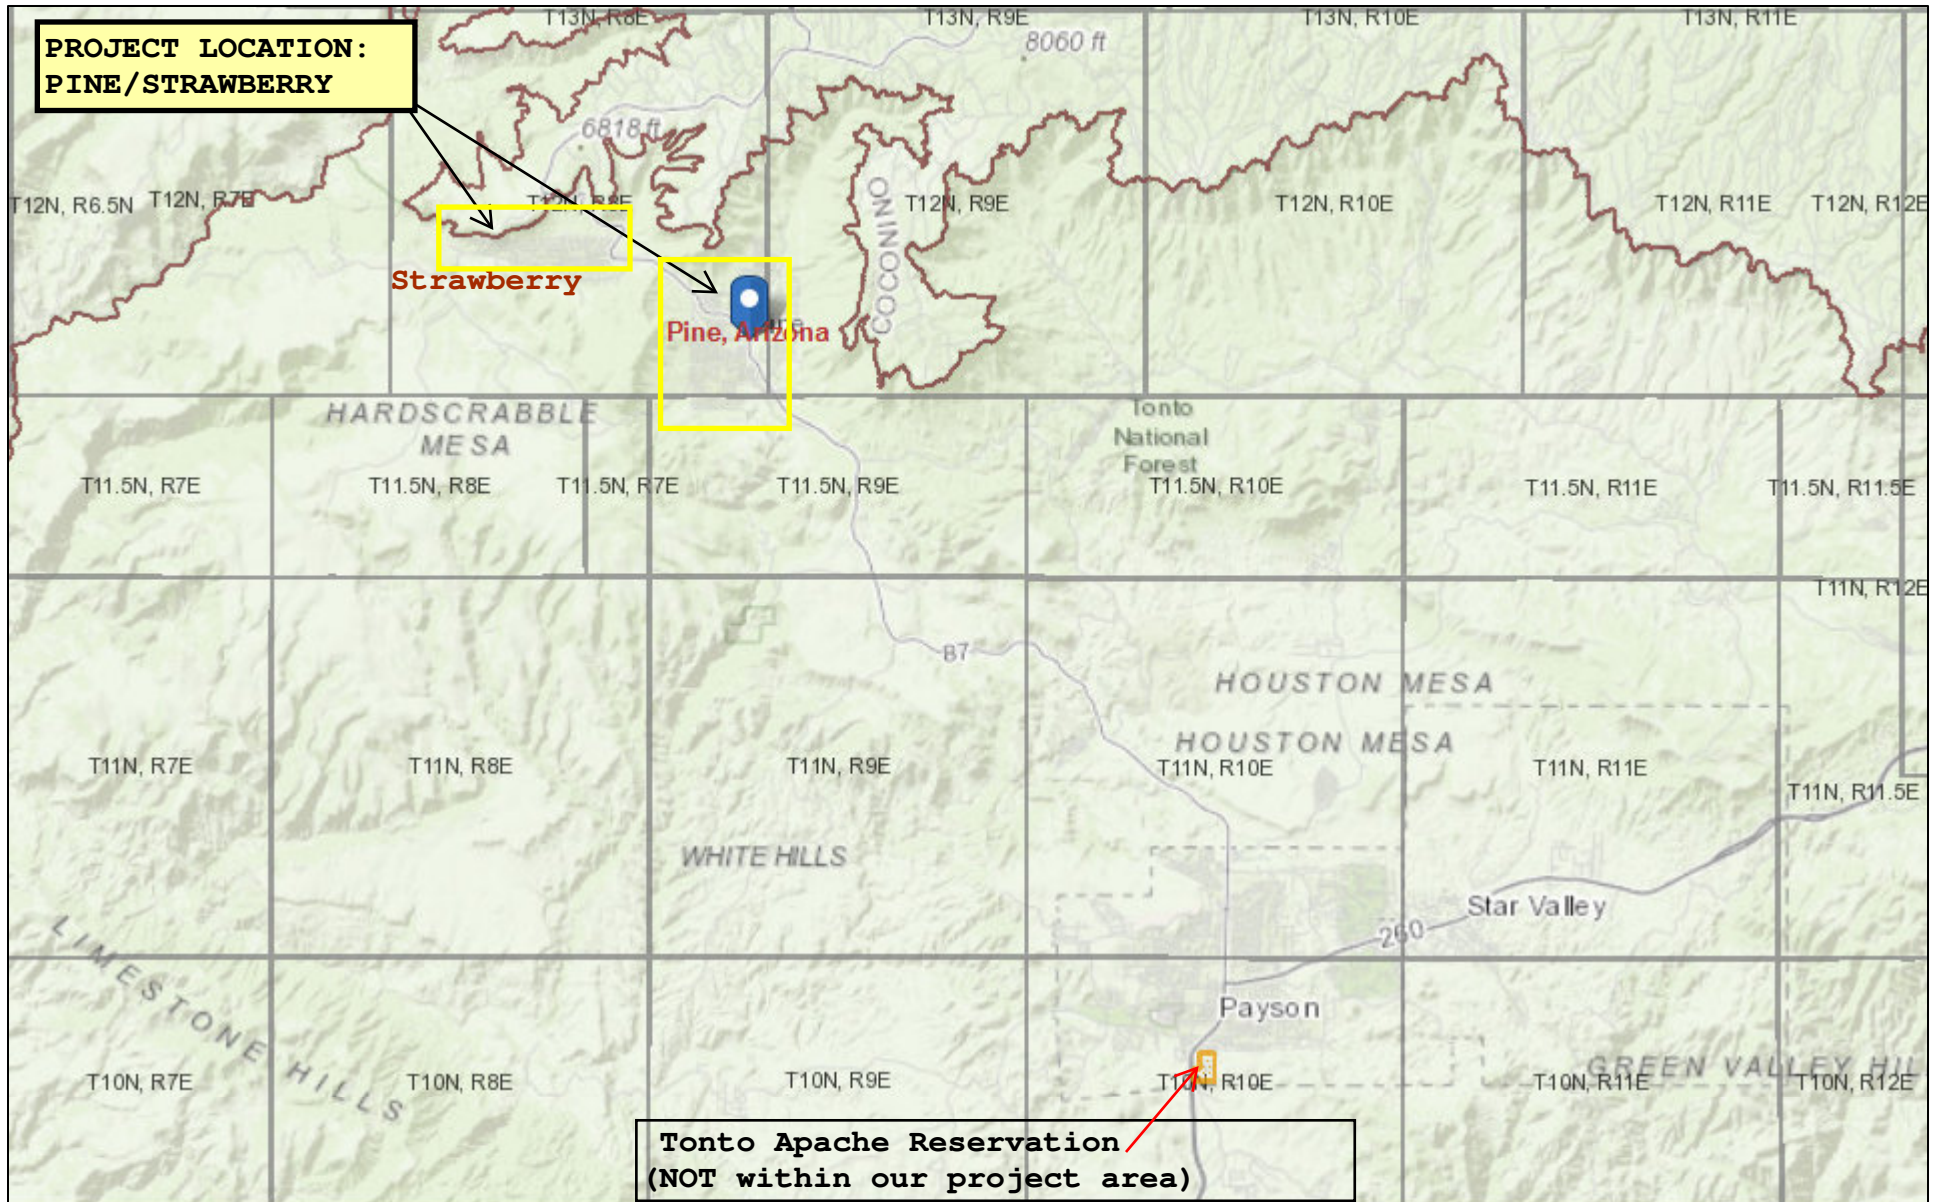 T13N, R8E
T13N, R9E
T13N, R10E
T13N, R11E
PROJECT LOCATION:
PINE/STRAWBERRY
8060 ft
6818 ft
T12N, R6.5N
T12N, R7E
T12N, R8E
T12N, R9E
T12N, R10E
T12N, R11E
T12N, R12E
COCONINO
Strawberry
Pine, Arizona
HARDSCRABBLE
MESA
Tonto
National
Forest
T11.5N, R7E
T11.5N, R8E
T11.5N, R7E
T11.5N, R9E
T11.5N, R10E
T11.5N, R11E
T11.5N, R11.5E
T11N, R12E
87
HOUSTON MESA
HOUSTON MESA
T11N, R7E
T11N, R8E
T11N, R9E
T11N, R10E
T11N, R11E
T11N, R11.5E
WHITE HILLS
Star Valley
260
LIMESTONE HILLS
Payson
GREEN VALLEY HIL
T10N, R7E
T10N, R8E
T10N, R9E
T10N, R10E
T10N, R11E
T10N, R12E
Tonto Apache Reservation
(NOT within our project area)